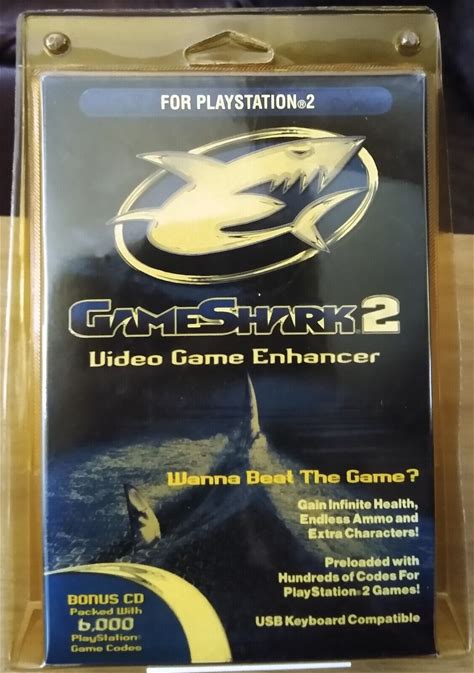 FOR PLAYSTATION®2
GAMESHARK 2
Video Game Enhancer
Wanna Beat The Game?
Gain Infinite Health,
Endless Ammo and
Extra Characters!
Preloaded with
Hundreds of Codes For
PlayStation® 2 Games!
USB Keyboard Compatible
BONUS CD
Packed With
6,000
PlayStation®
Game Codes